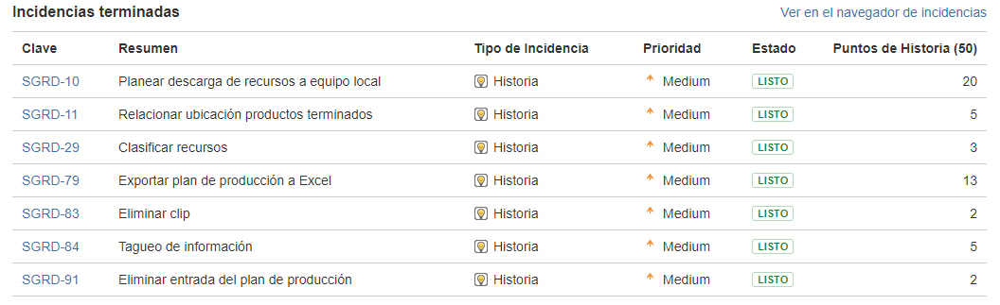 Incidencias terminadas Ver en el navegador de incidencias
Clave Resumen Tipo de Incidencia Prioridad Estado Puntos de Historia (50)
SGRD-10 Planear descarga de recursos a equipo local Historia Medium LISTO 20
SGRD-11 Relacionar ubicación productos terminados Historia Medium LISTO 5
SGRD-29 Clasificar recursos Historia Medium LISTO 3
SGRD-79 Exportar plan de producción a Excel Historia Medium LISTO 13
SGRD-83 Eliminar clip Historia Medium LISTO 2
SGRD-84 Tagueo de información Historia Medium LISTO 5
SGRD-91 Eliminar entrada del plan de producción Historia Medium LISTO 2